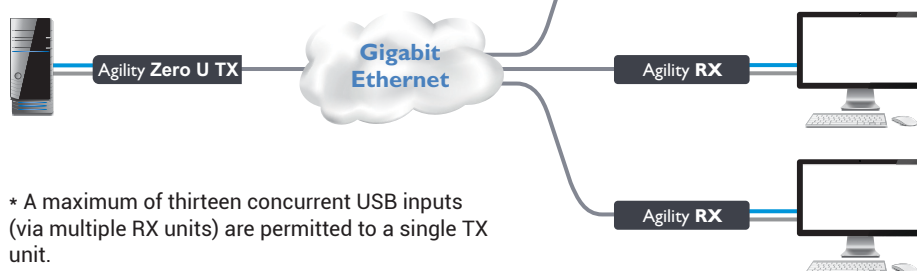 Agility Zero U TX
Gigabit
Ethernet
Agility RX
Agility RX
* A maximum of thirteen concurrent USB inputs
(via multiple RX units) are permitted to a single TX
unit.